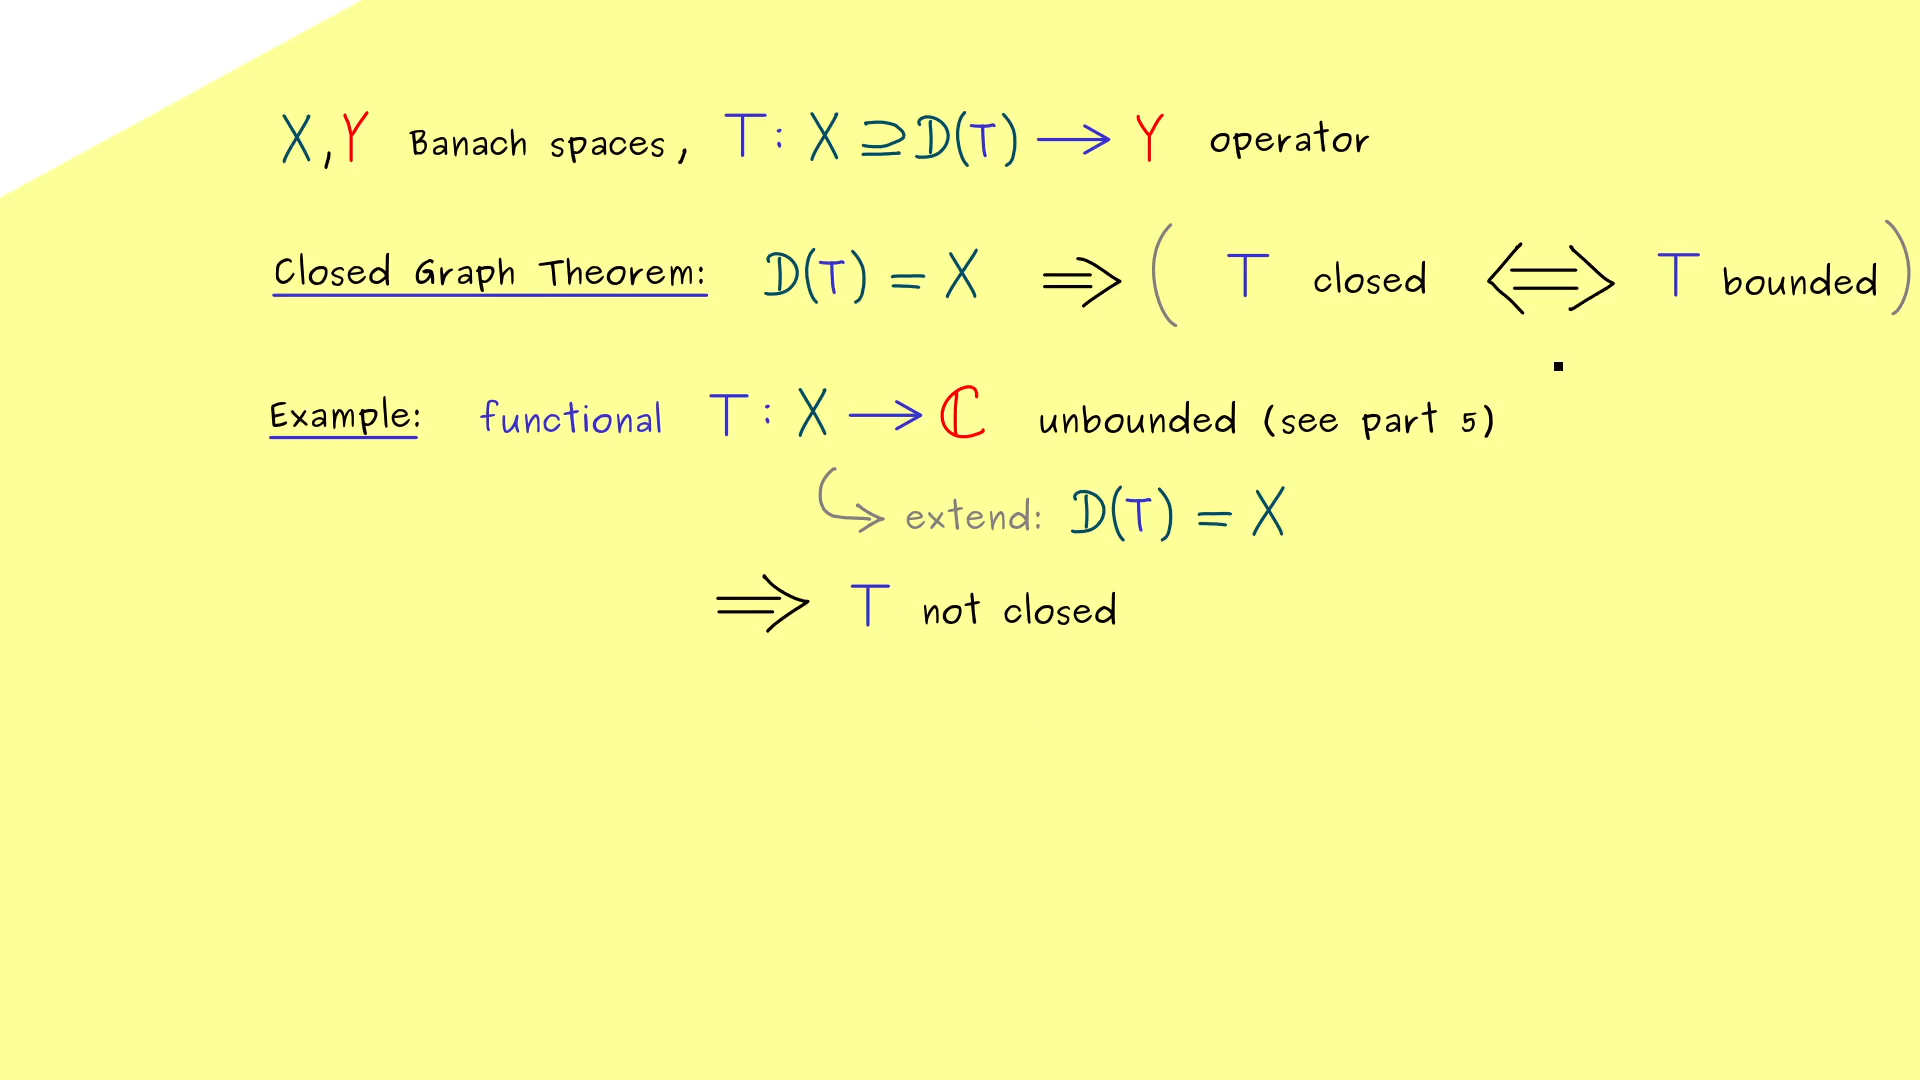 X, Y Banach spaces, T: X ⊇ D(T) → Y operator
Closed Graph Theorem: D(T) = X ⇒ ( T closed ⟺ T bounded )
Example: functional T: X → ℂ unbounded (see part 5)
↪ extend: D(T) = X
⇒ T not closed